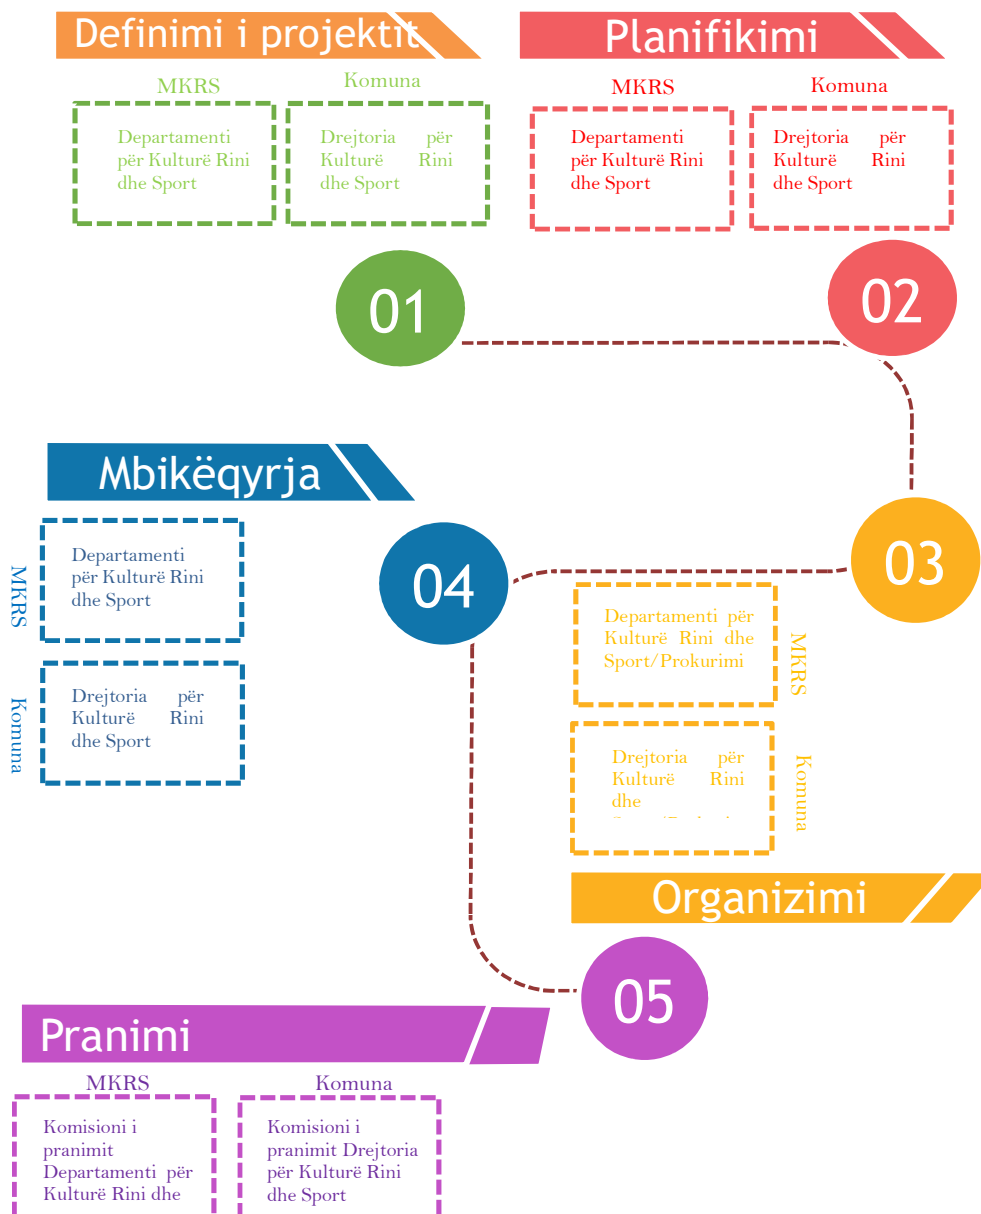 Definimi i projektit
MKRS
Komuna
Departamenti
për Kulturë Rini
dhe Sport
Drejtoria për
Kulturë Rini
dhe Sport
01
Planifikimi
MKRS
Komuna
Departamenti
për Kulturë Rini
dhe Sport
Drejtoria për
Kulturë Rini
dhe Sport
02
03
Departamenti për
Kulturë Rini dhe
Sport/Prokurimi
MKRS
Drejtoria për
Kulturë Rini
dhe
Komuna
Organizimi
Mbikëqyrja
04
MKRS
Departamenti
për Kulturë Rini
dhe Sport
Komuna
Drejtoria për
Kulturë Rini
dhe Sport
05
Pranimi
MKRS
Komuna
Komisioni i
pranimit
Departamenti për
Kulturë Rini dhe
Komisioni i
pranimit Drejtoria
për Kulturë Rini
dhe Sport